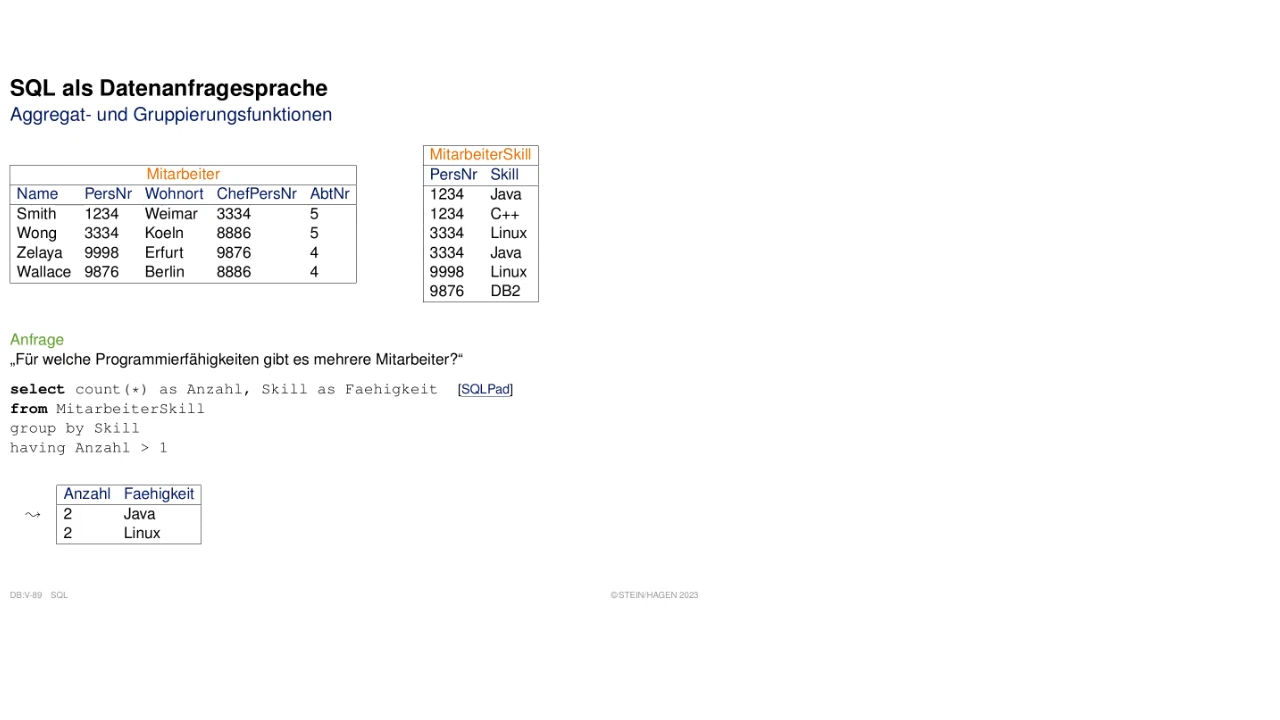 SQL als Datenanfragesprache
Aggregat- und Gruppierungsfunktionen
Mitarbeiter
Name PersNr Wohnort ChefPersNr AbtNr
Smith 1234 Weimar 3334 5
Wong 3334 Koeln 8886 5
Zelaya 9998 Erfurt 9876 4
Wallace 9876 Berlin 8886 4
MitarbeiterSkill
PersNr Skill
1234 Java
1234 C++
3334 Linux
3334 Java
9998 Linux
9876 DB2
Anfrage
„Für welche Programmierfähigkeiten gibt es mehrere Mitarbeiter?“
select count(*) as Anzahl, Skill as Faehigkeit [SQLPad]
from MitarbeiterSkill
group by Skill
having Anzahl > 1
⤳ Anzahl Faehigkeit
2 Java
2 Linux
DB:V-89 SQL
©STEIN/HAGEN 2023